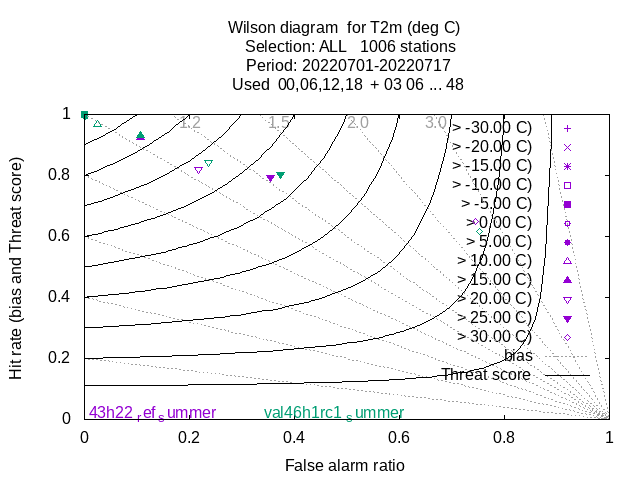 Wilson diagram  for T2m (deg C)
Selection: ALL   1006 stations
Period: 20220701-20220717
Used  00,06,12,18  + 03 06 ... 48
1
0.8
0.6
0.4
0.2
0
1.2
1.5
2.0
3.0
> -30.00 C)
> -20.00 C)
> -15.00 C)
> -10.00 C)
> -5.00 C)
> 0.00 C)
> 5.00 C)
> 10.00 C)
> 15.00 C)
> 20.00 C)
> 25.00 C)
> 30.00 C)
bias
Threat score
43h22_ref_summer
val46h1rc1_summer
0 0.2 0.4 0.6 0.8 1
False alarm ratio
Hit rate (bias and Threat score)